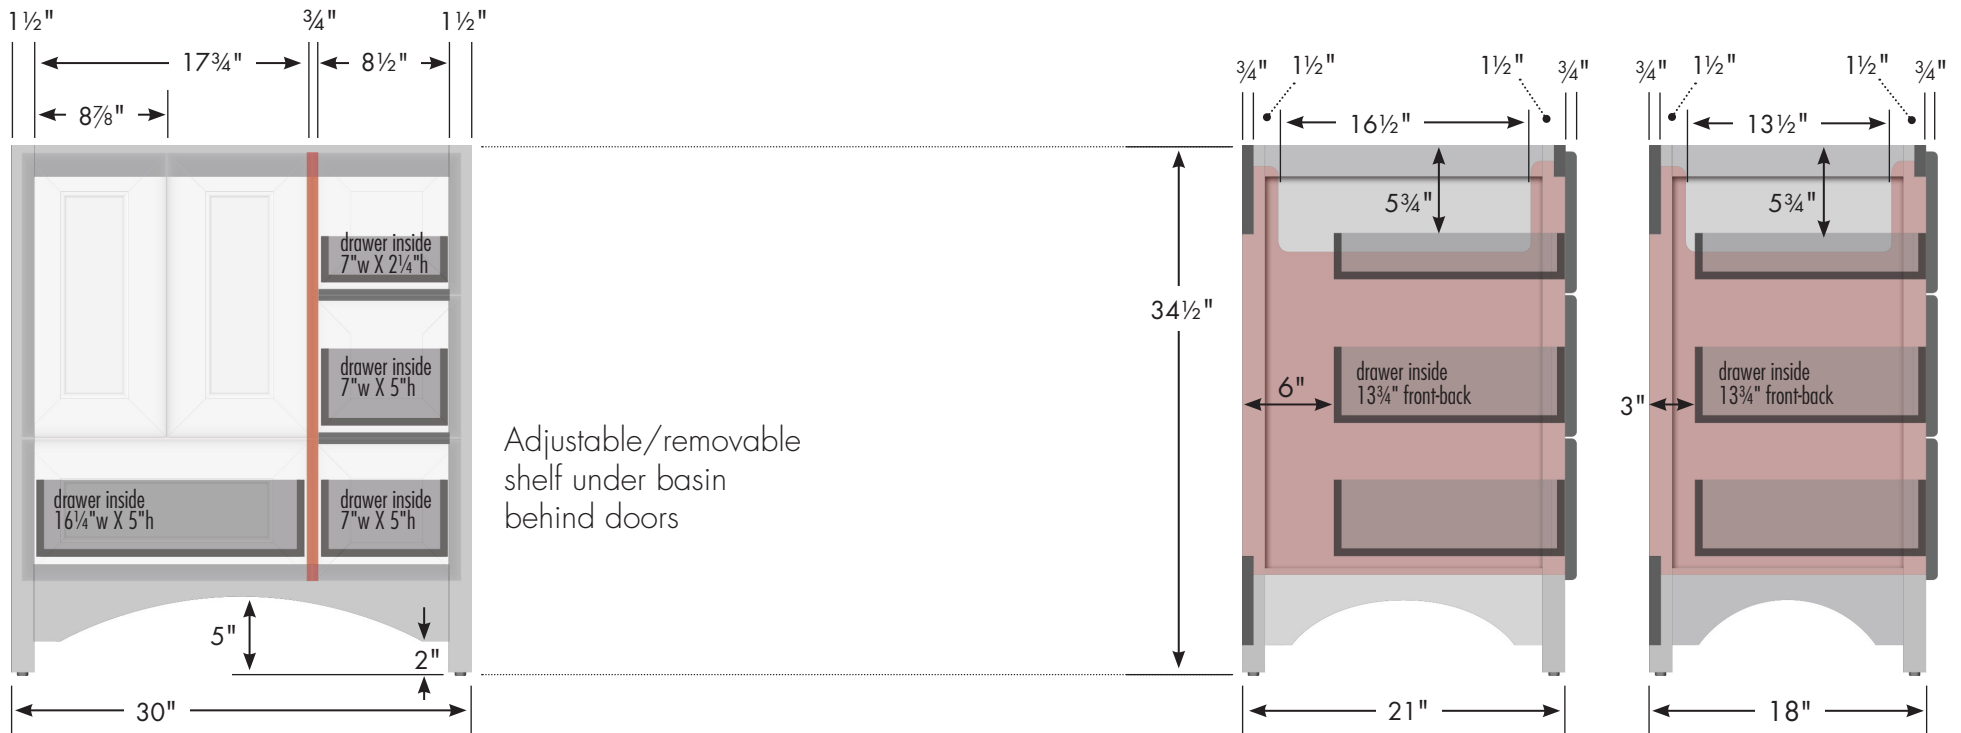 1½" ¾" 1½"
17¾" 8½"
8⅞"
drawer inside
7"w X 2¼"h
drawer inside
7"w X 5"h
drawer inside
16¼"w X 5"h
drawer inside
7"w X 5"h
5"
2"
30"
Adjustable/removable
shelf under basin
behind doors
34½"
¾" 1½" 1½" ¾"
16½"
5¾"
6"
drawer inside
13¾" front-back
21"
¾" 1½" 1½" ¾"
13½"
5¾"
3"
drawer inside
13¾" front-back
18"